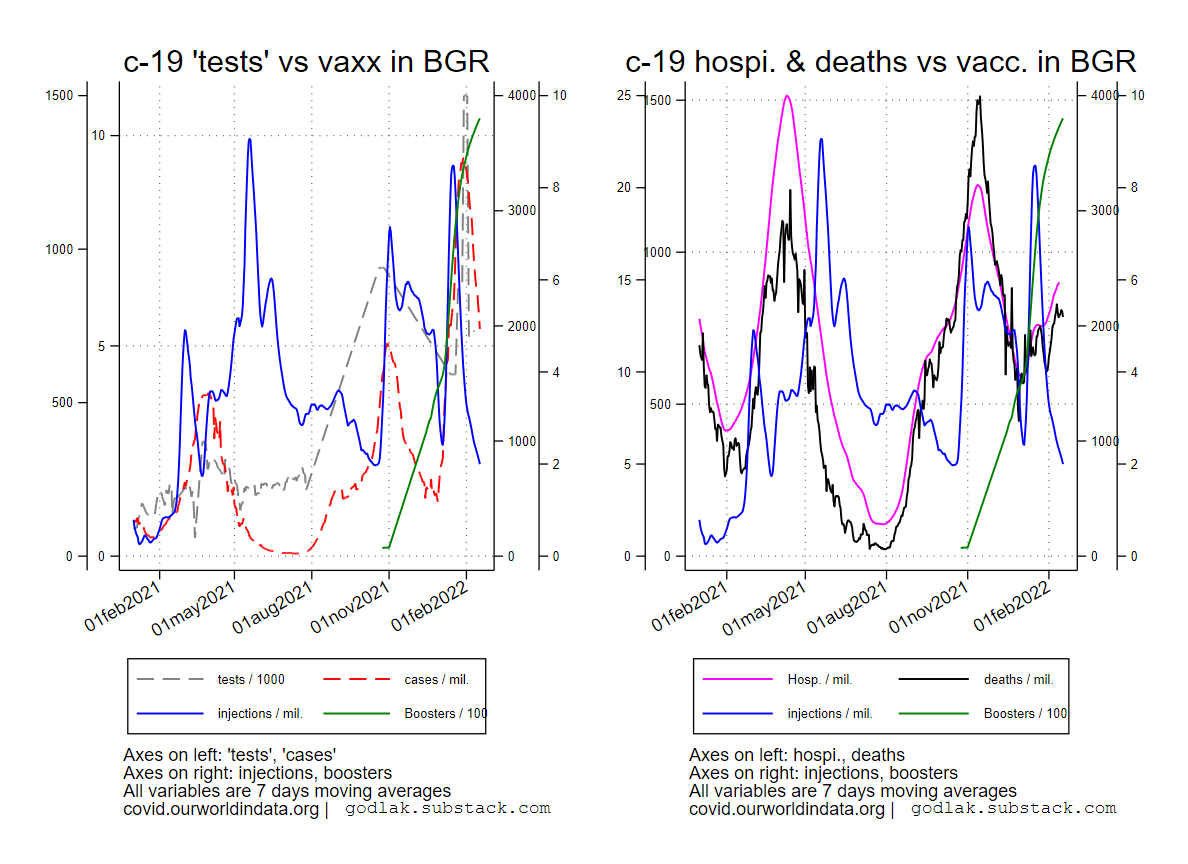 c-19 'tests' vs vaxx in BGR
1500
1000
500
0
10
5
0
4000
3000
2000
1000
0
10
8
6
4
2
0
01feb2021
01may2021
01aug2021
01nov2021
01feb2022
tests / 1000
cases / mil.
injections / mil.
Boosters / 100
Axes on left: 'tests', 'cases'
Axes on right: injections, boosters
All variables are 7 days moving averages
covid.ourworldindata.org | godlak.substack.com
c-19 hospi. & deaths vs vacc. in BGR
25
20
15
10
5
0
1500
1000
500
0
4000
3000
2000
1000
0
10
8
6
4
2
0
01feb2021
01may2021
01aug2021
01nov2021
01feb2022
Hosp. / mil.
deaths / mil.
injections / mil.
Boosters / 100
Axes on left: hospi., deaths
Axes on right: injections, boosters
All variables are 7 days moving averages
covid.ourworldindata.org | godlak.substack.com